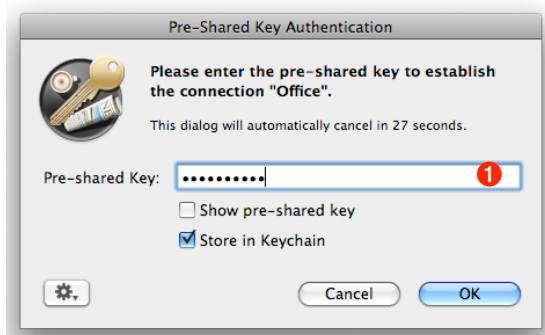 Pre-Shared Key Authentication
Please enter the pre-shared key to establish
the connection "Office".
This dialog will automatically cancel in 27 seconds.
Pre-shared Key: ••••••••••
1
Show pre-shared key
Store in Keychain
Cancel
OK